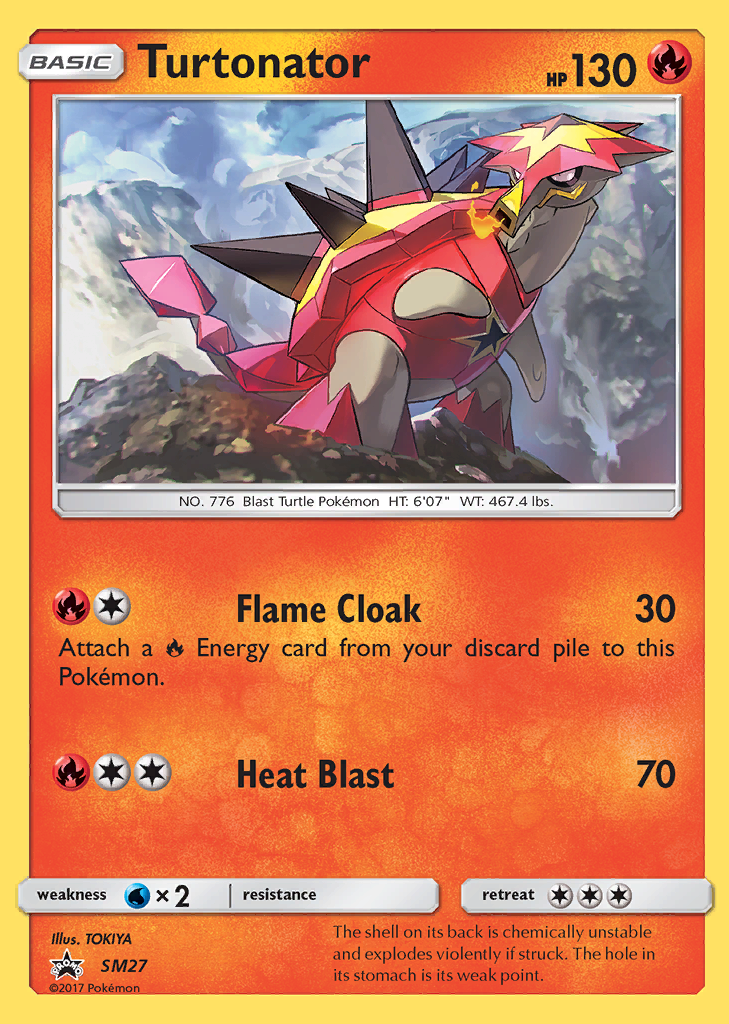 BASIC Turtonator HP 130
NO. 776 Blast Turtle Pokémon HT: 6'07" WT: 467.4 lbs.
Flame Cloak 30
Attach a Energy card from your discard pile to this
Pokémon.
Heat Blast 70
weakness × 2 resistance retreat
Illus. TOKIYA
PROMO SM27
©2017 Pokémon
The shell on its back is chemically unstable
and explodes violently if struck. The hole in
its stomach is its weak point.